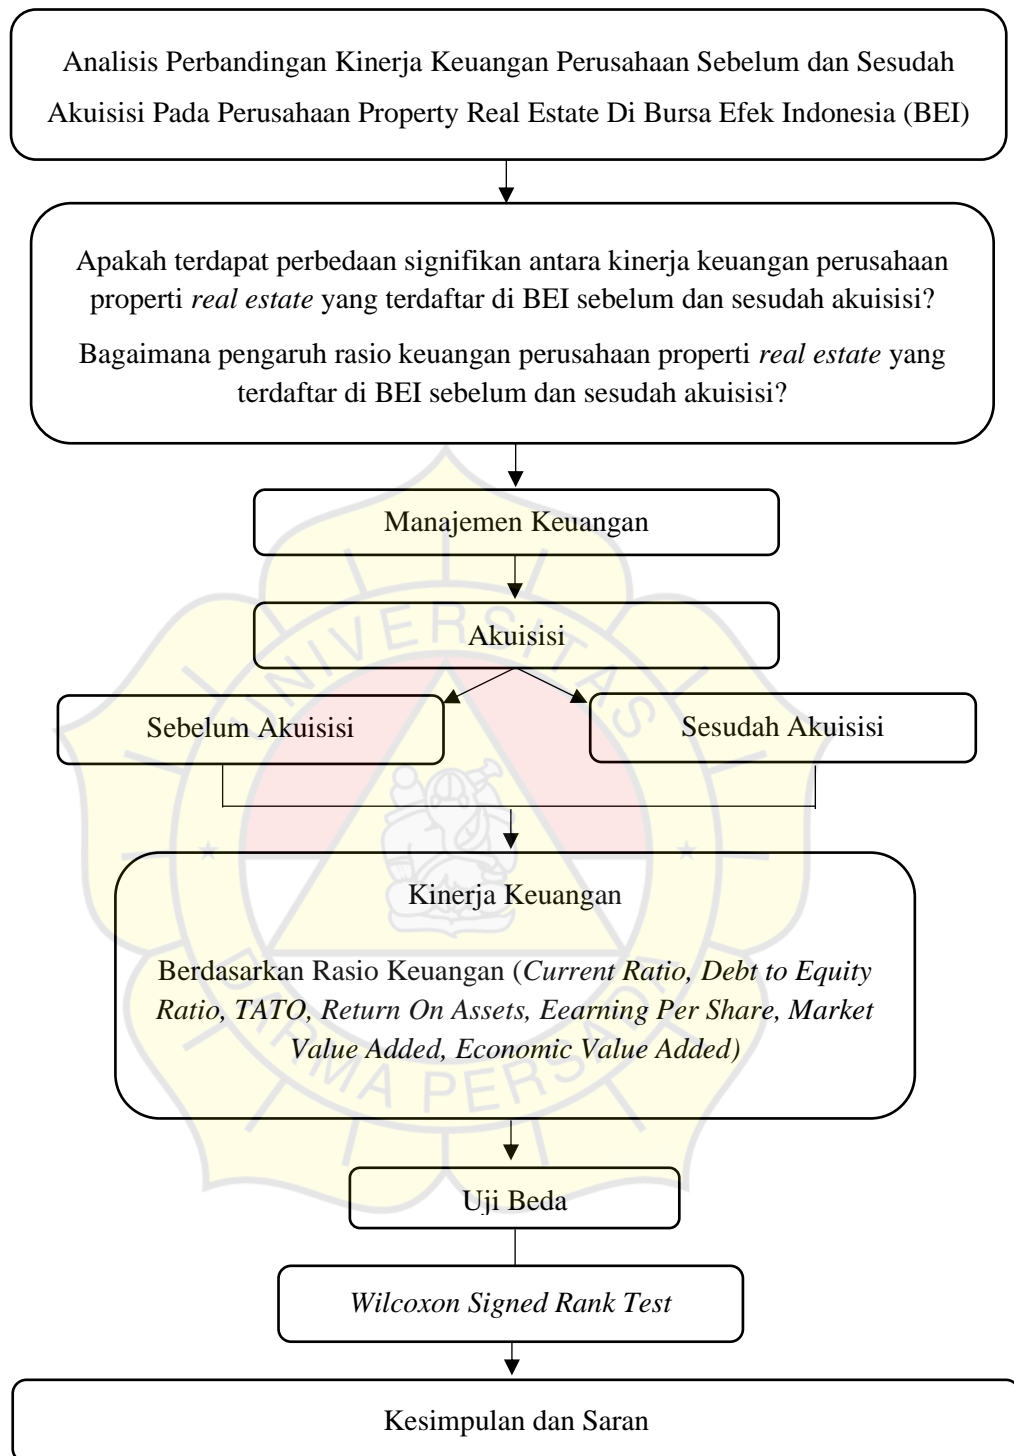 Analisis Perbandingan Kinerja Keuangan Perusahaan Sebelum dan Sesudah
Akuisisi Pada Perusahaan Property Real Estate Di Bursa Efek Indonesia (BEI)
Apakah terdapat perbedaan signifikan antara kinerja keuangan perusahaan
properti real estate yang terdaftar di BEI sebelum dan sesudah akuisisi?
Bagaimana pengaruh rasio keuangan perusahaan properti real estate yang
terdaftar di BEI sebelum dan sesudah akuisisi?
Manajemen Keuangan
Akuisisi
UNIVERSITAS
Sebelum Akuisisi
Sesudah Akuisisi
Kinerja Keuangan
Berdasarkan Rasio Keuangan (Current Ratio, Debt to Equity
Ratio, TATO, Return On Assets, Eearning Per Share, Market
Value Added, Economic Value Added)
DARMA PERSADA
Uji Beda
Wilcoxon Signed Rank Test
Kesimpulan dan Saran